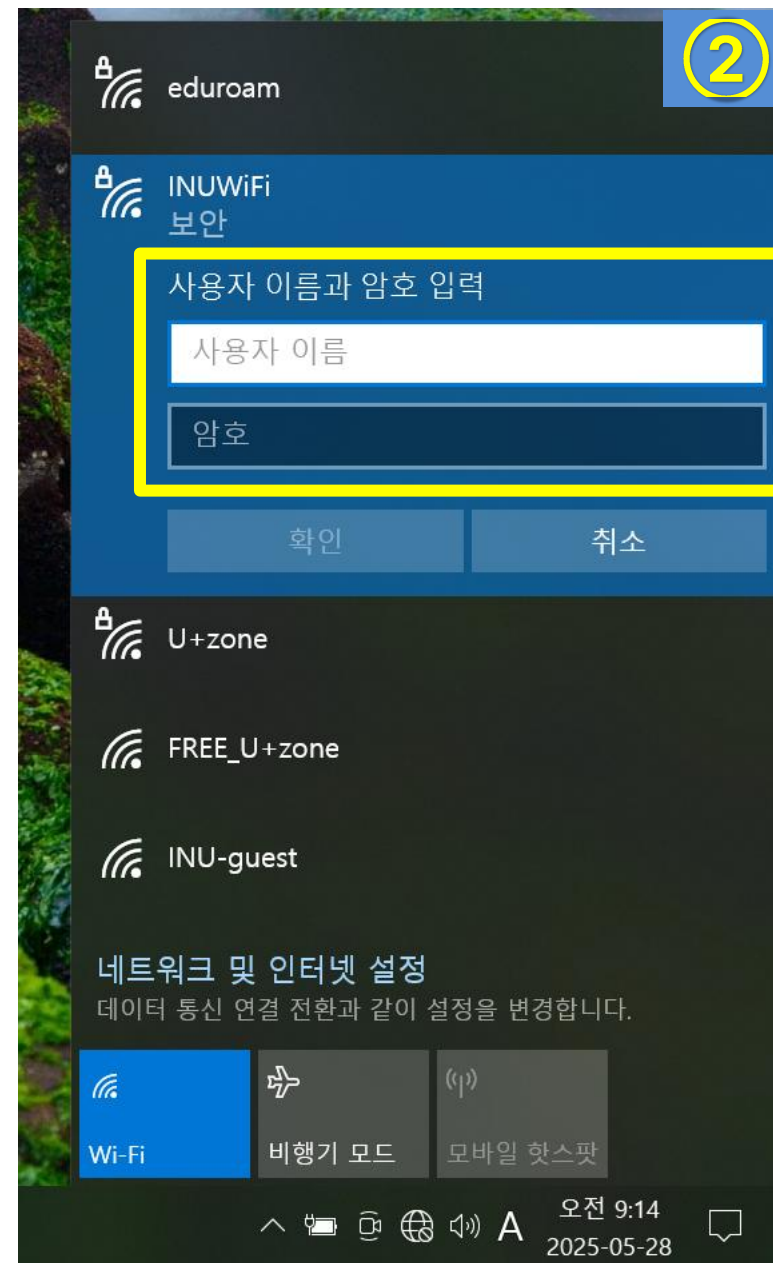 ②
eduroam
INUWiFi
보안
사용자 이름과 암호 입력
사용자 이름
암호
확인 취소
U+zone
FREE_U+zone
INU-guest
네트워크 및 인터넷 설정
데이터 통신 연결 전환과 같이 설정을 변경합니다.
Wi-Fi 비행기 모드 모바일 핫스팟
A 오전 9:14
2025-05-28